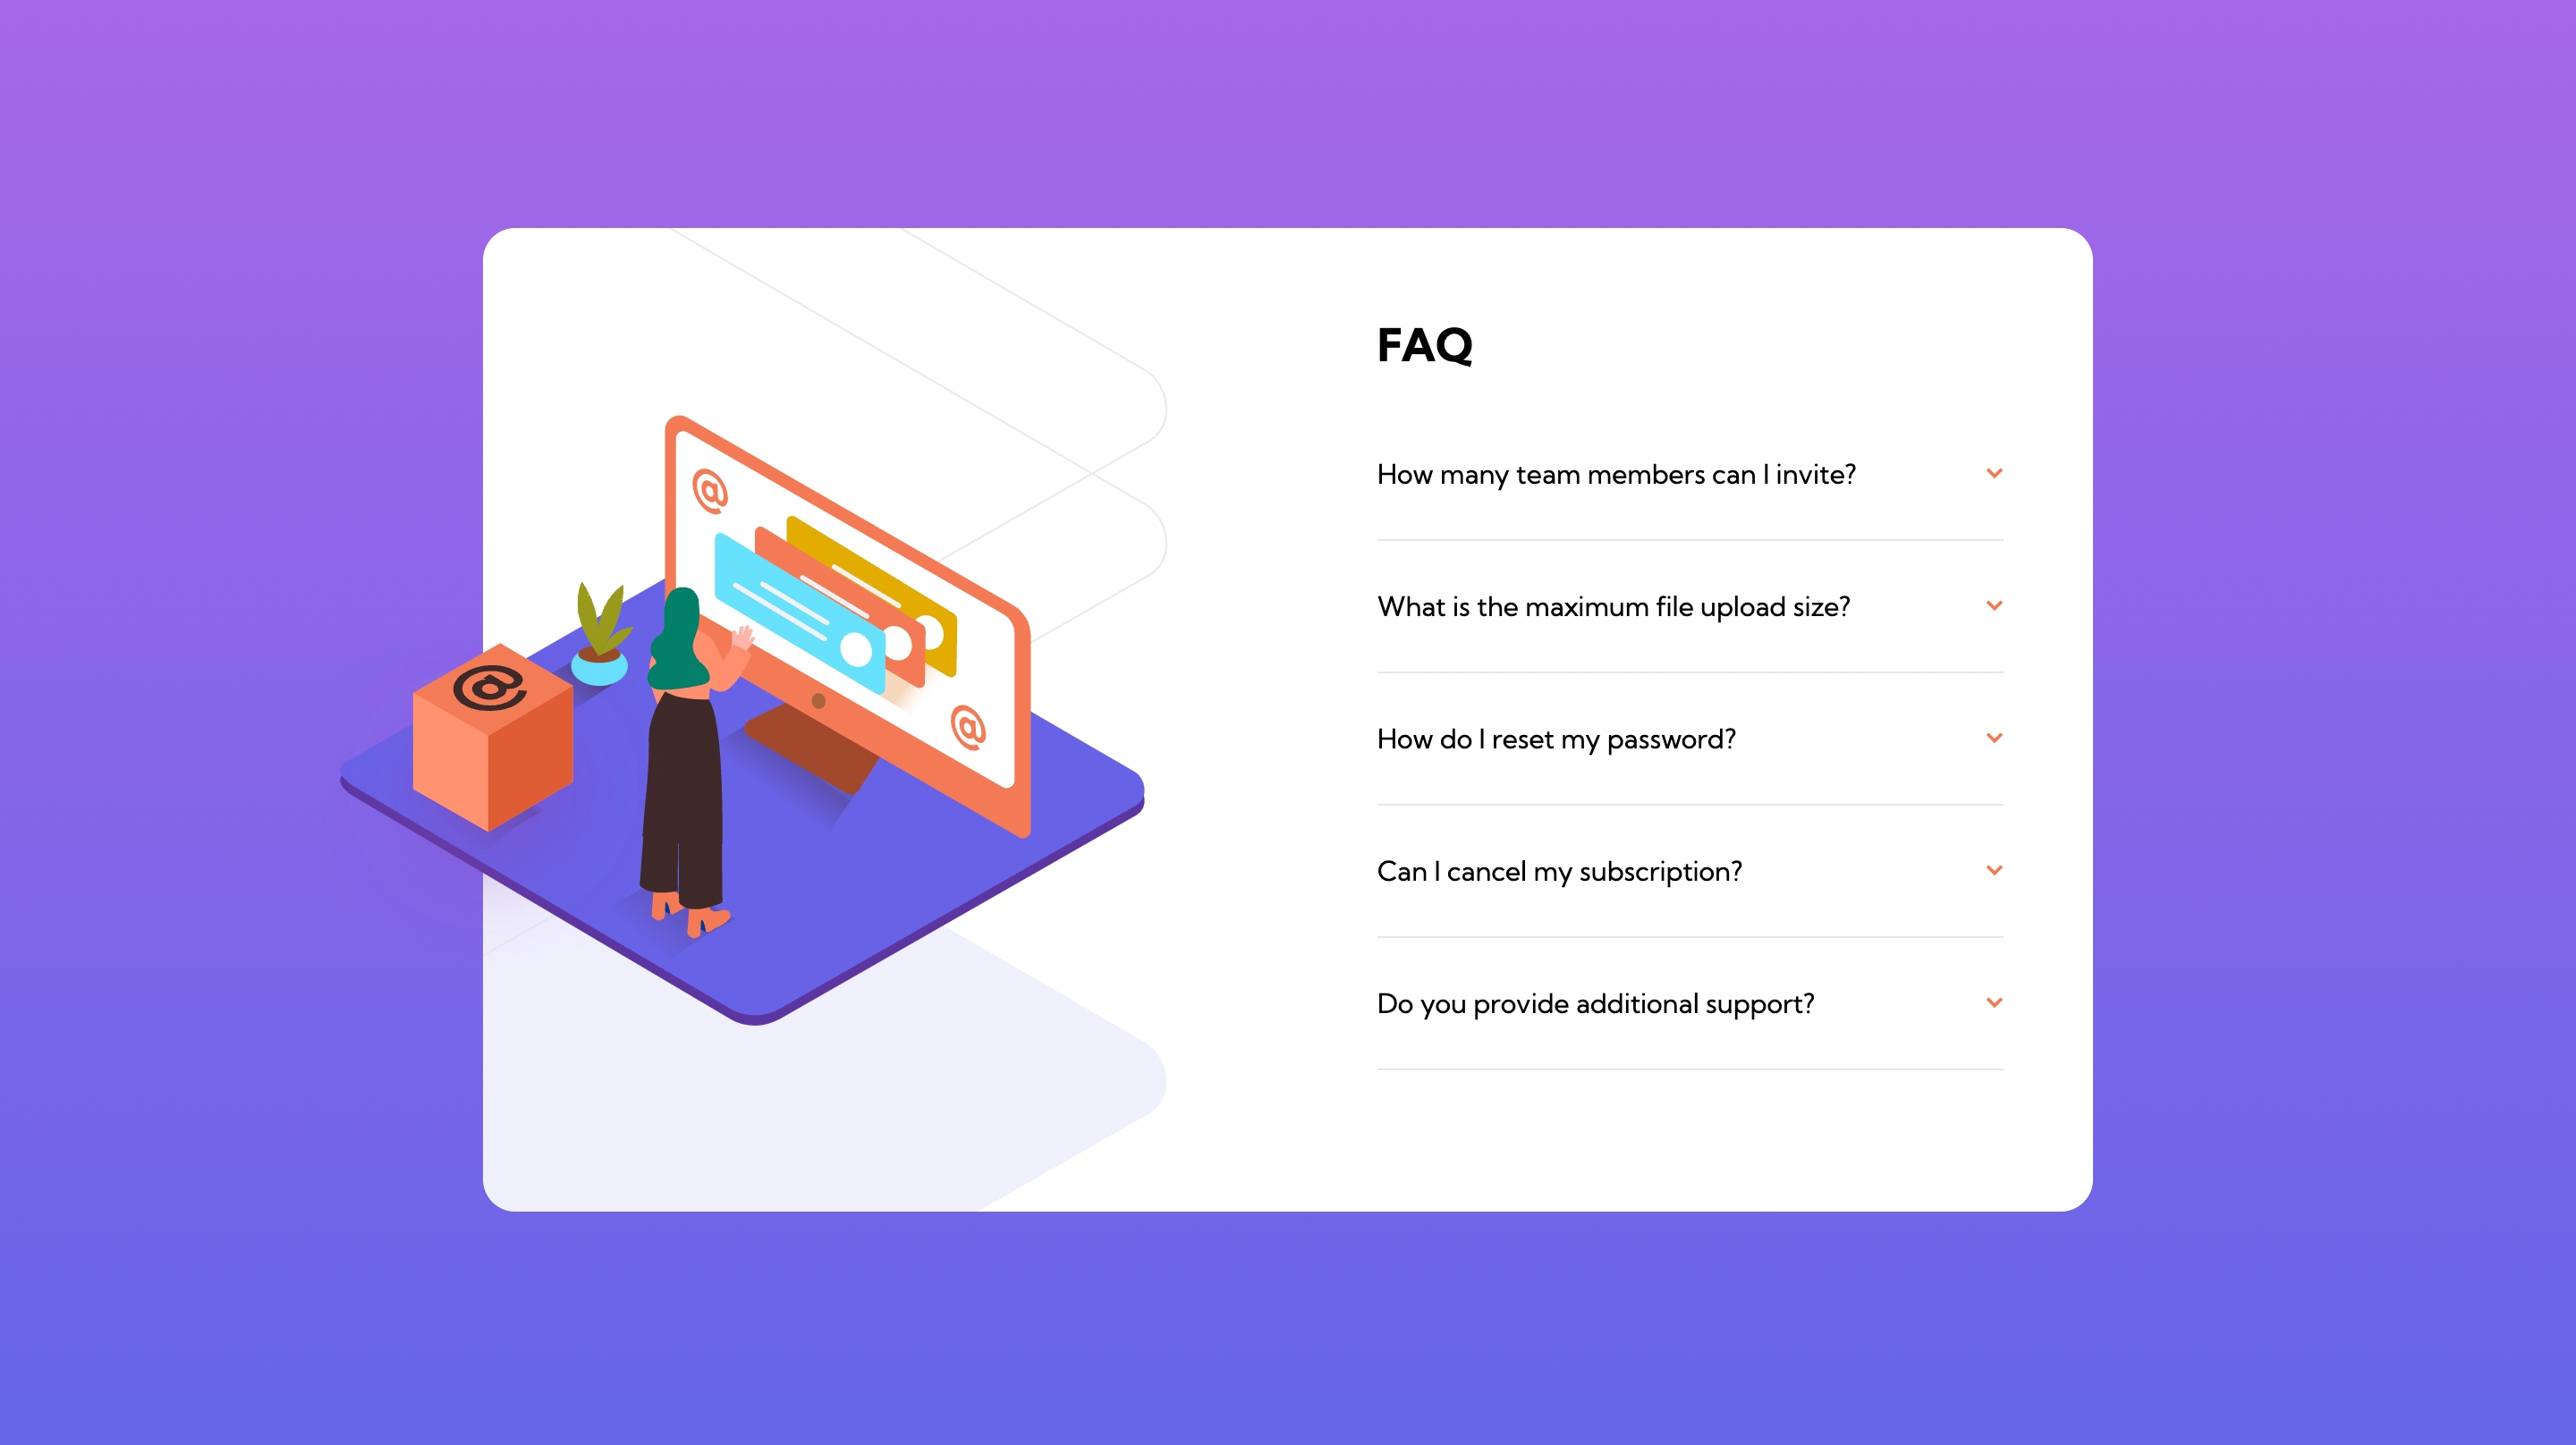 FAQ
How many team members can I invite?
What is the maximum file upload size?
How do I reset my password?
Can I cancel my subscription?
Do you provide additional support?
@
@
@